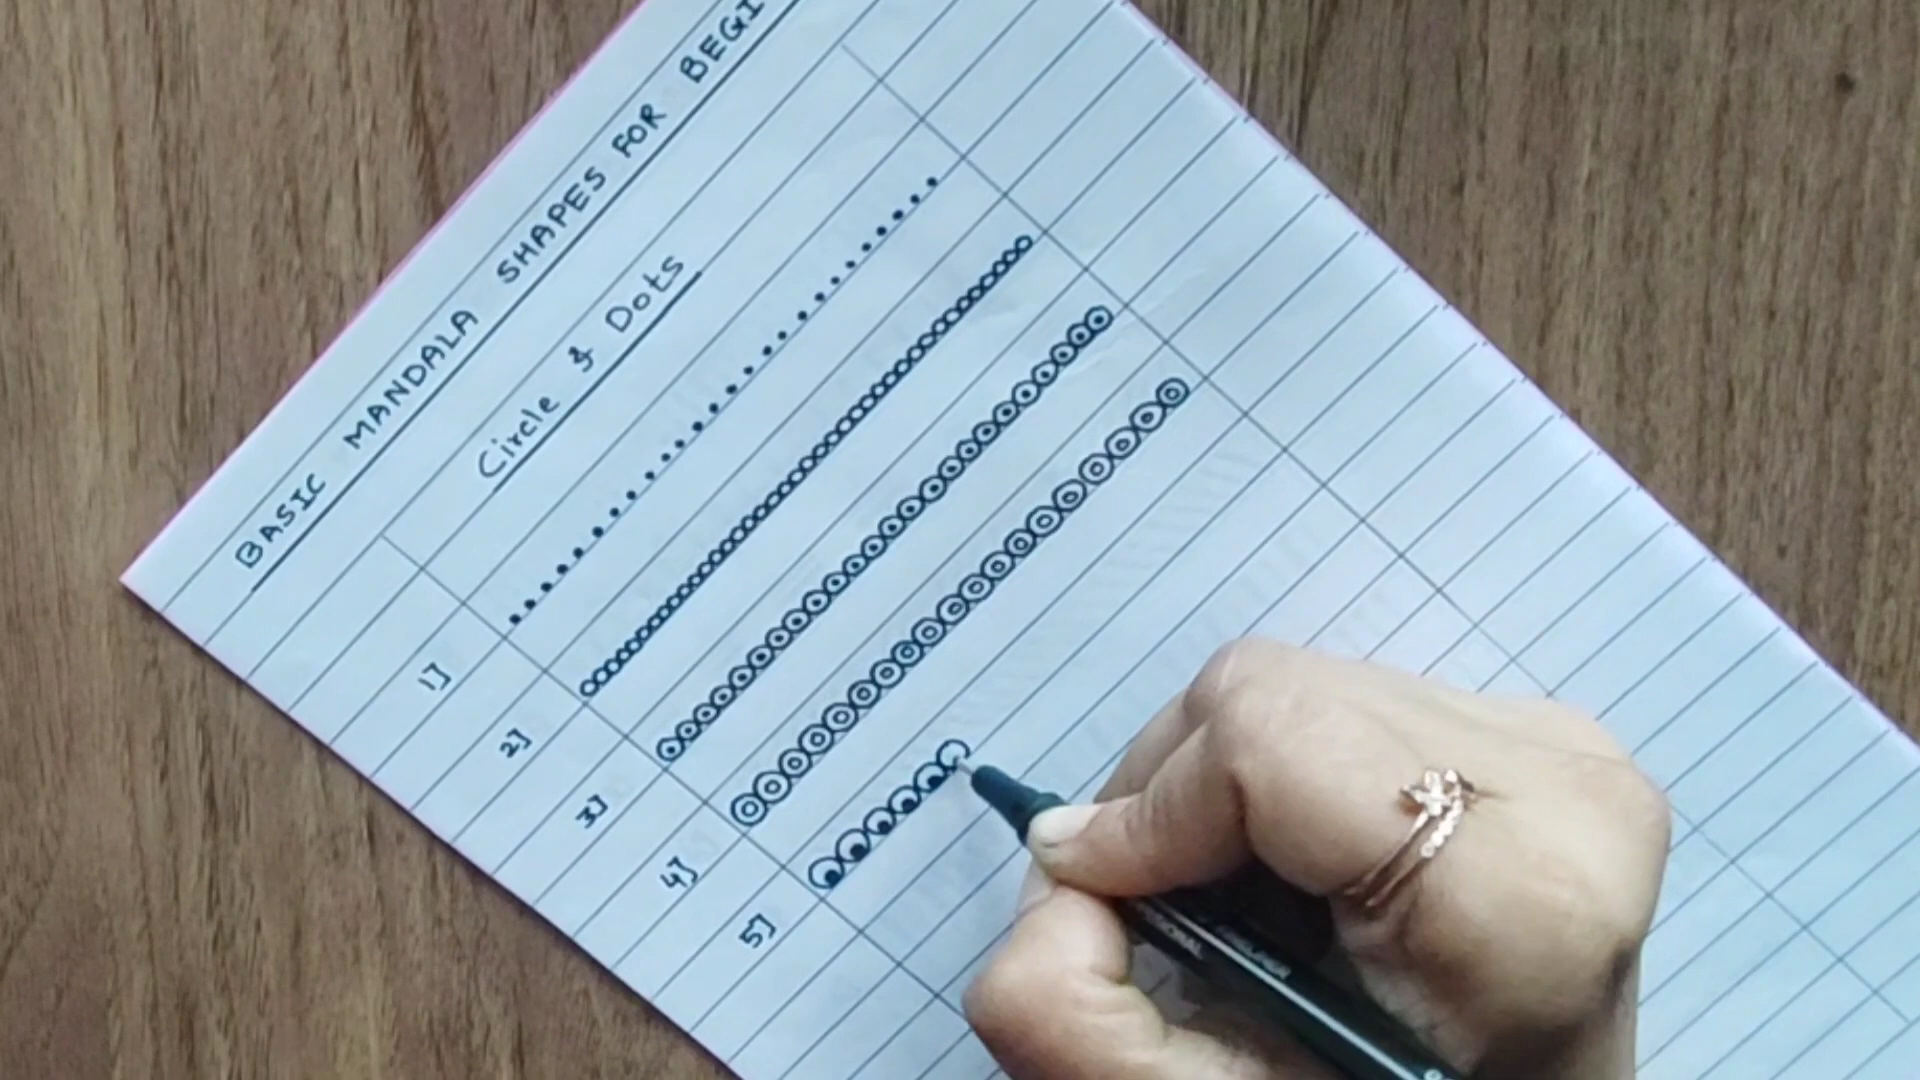 BASIC MANDALA SHAPES FOR BEGI
Circle & Dots
1]
2]
3]
4]
5]